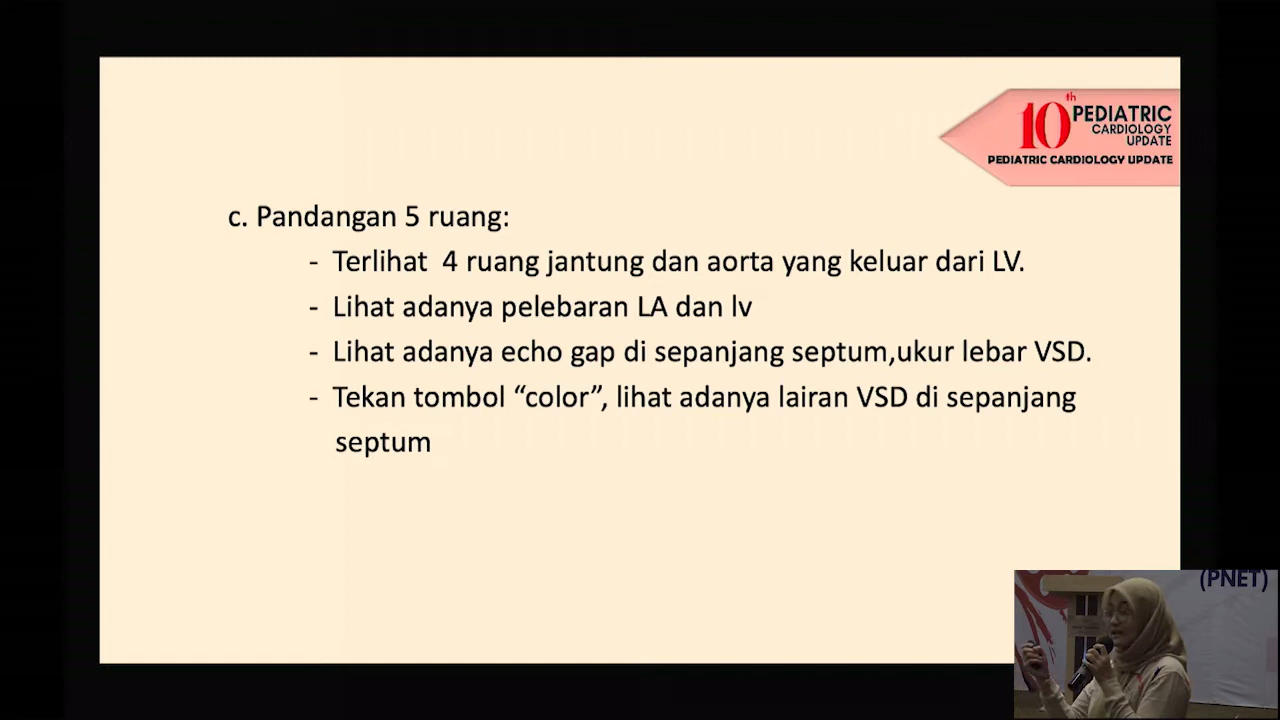 10th PEDIATRIC
CARDIOLOGY
UPDATE
PEDIATRIC CARDIOLOGY UPDATE
c. Pandangan 5 ruang:
- Terlihat 4 ruang jantung dan aorta yang keluar dari LV.
- Lihat adanya pelebaran LA dan lv
- Lihat adanya echo gap di sepanjang septum,ukur lebar VSD.
- Tekan tombol “color”, lihat adanya lairan VSD di sepanjang
septum
(PNET)